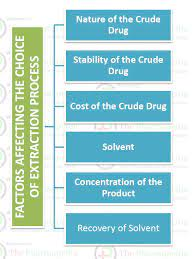 FACTORS AFFECTING THE CHOICE
OF EXTRACTION PROCESS
Nature of the Crude
Drug
Stability of the Crude
Drug
Cost of the Crude Drug
Solvent
Concentration of the
Product
Recovery of Solvent